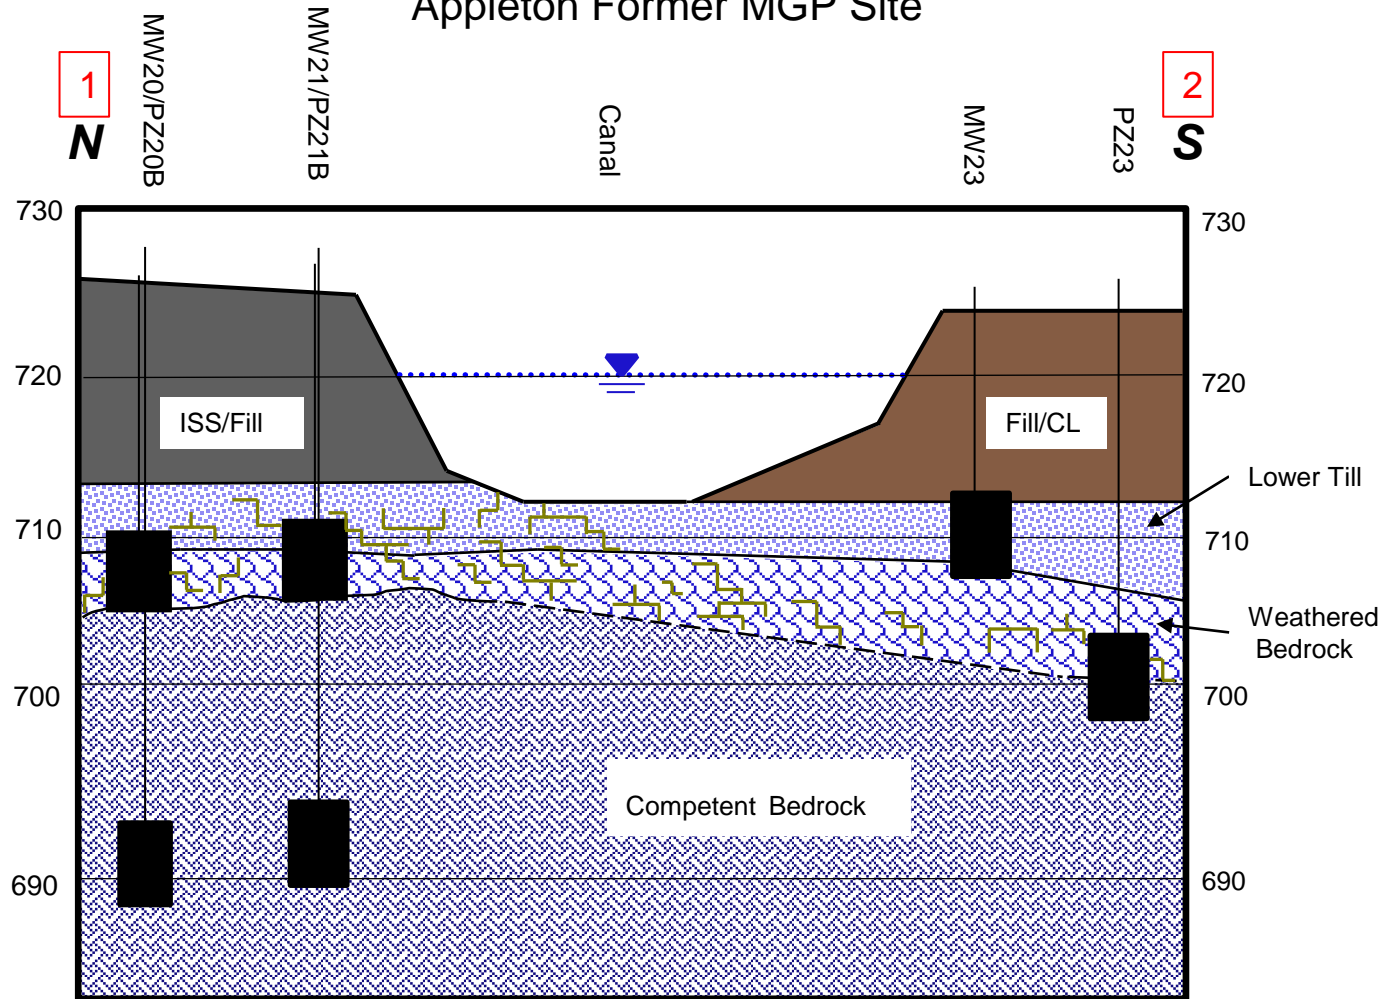 Appleton Former MGP Site
1
N
MW20/PZ20B
MW21/PZ21B
Canal
MW23
PZ23
2
S
730
730
720
720
ISS/Fill
Fill/CL
Lower Till
710
710
Weathered
Bedrock
700
700
Competent Bedrock
690
690